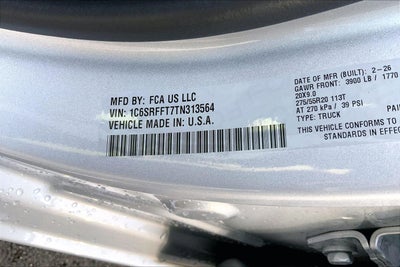 MFD BY: FCA US LLC
VIN: 1C6SRFFT7TN313564
VEHICLE MADE IN: U.S.A.
DATE OF MFR (BUILT): 2-26
GAWR FRONT: 3900 LB / 1770
20X9.0
275/55R20 113T
AT 270 kPa / 39 PSI
TYPE: TRUCK
PAI
THIS VEHICLE CONFORMS TO
STANDARDS IN EFFE